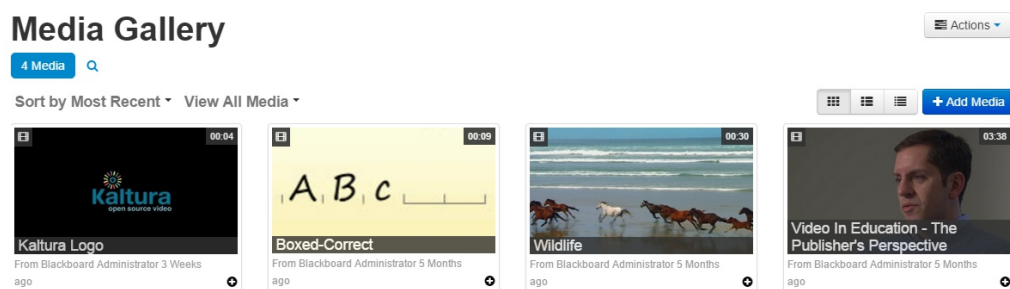 Media Gallery
Actions
4 Media
Sort by Most Recent View All Media
+ Add Media
00:04
Kaltura
open source video
Kaltura Logo
From Blackboard Administrator 3 Weeks
ago
00:09
A B C
Boxed-Correct
From Blackboard Administrator 5 Months
ago
00:30
Wildlife
From Blackboard Administrator 5 Months
ago
03:38
Video In Education - The
Publisher's Perspective
From Blackboard Administrator 5 Months
ago